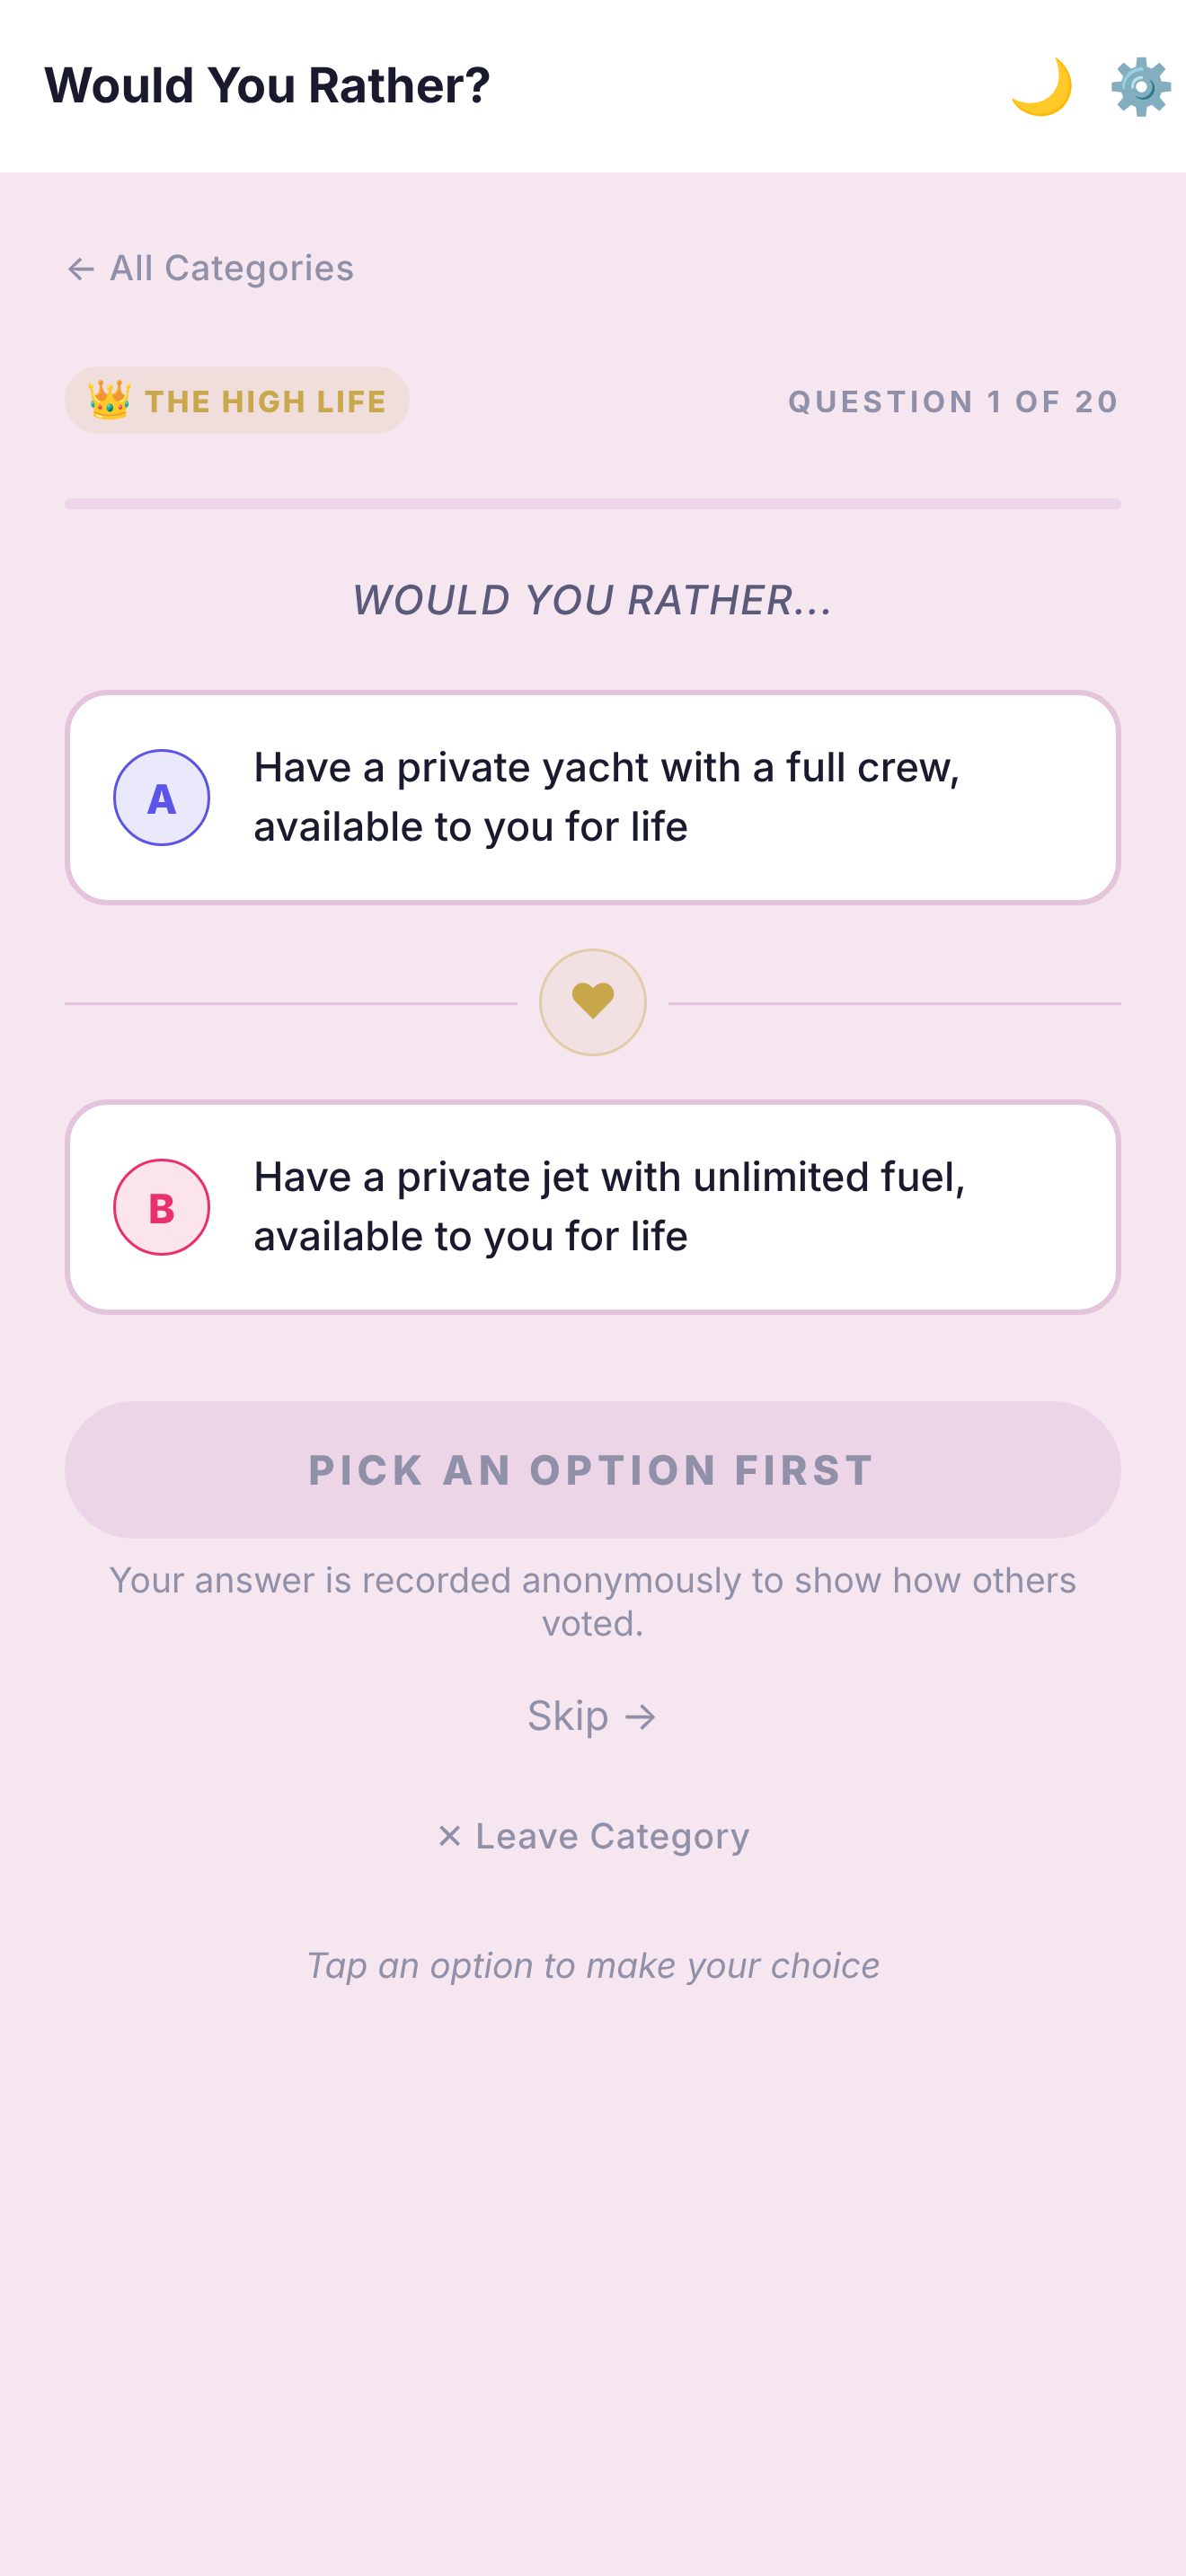 Would You Rather?
← All Categories
THE HIGH LIFE
QUESTION 1 OF 20
WOULD YOU RATHER...
A
Have a private yacht with a full crew,
available to you for life
B
Have a private jet with unlimited fuel,
available to you for life
PICK AN OPTION FIRST
Your answer is recorded anonymously to show how others
voted.
Skip →
✕ Leave Category
Tap an option to make your choice